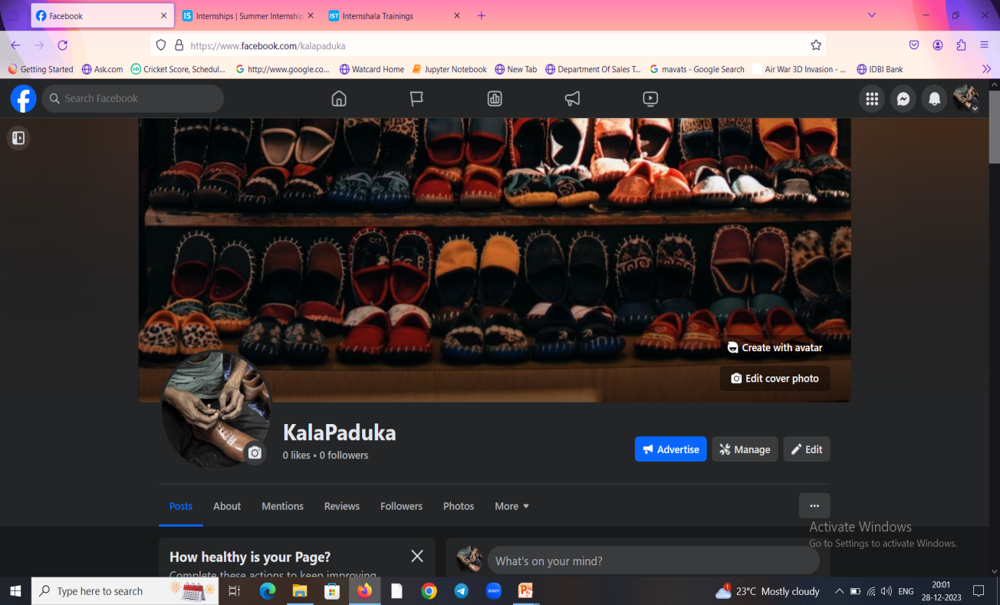 Facebook
Internships | Summer Internship
Internshala Trainings
https://www.facebook.com/kalapaduka
Getting Started
Ask.com
Cricket Score, Schedul...
http://www.google.co...
Watcard Home
Jupyter Notebook
New Tab
Department Of Sales T...
mavats - Google Search
Air War 3D Invasion - ...
IDBI Bank
Search Facebook
Create with avatar
Edit cover photo
KalaPaduka
0 likes • 0 followers
Advertise
Manage
Edit
Posts
About
Mentions
Reviews
Followers
Photos
More
Activate Windows
Go to Settings to activate Windows.
How healthy is your Page?
Complete these actions to keep improving
What's on your mind?
Type here to search
zoom
1
23°C Mostly cloudy
ENG
20:01
28-12-2023